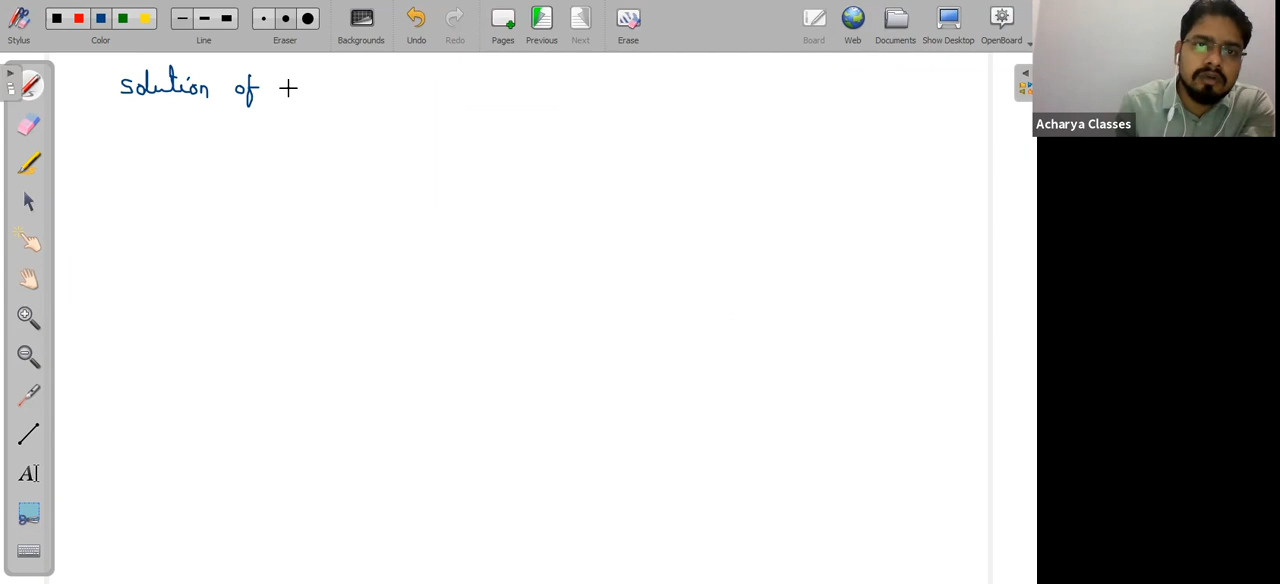 Stylus Color Line Eraser Backgrounds Undo Redo Pages Previous Next Erase Board Web Documents Show Desktop OpenBoard
solution of
Acharya Classes
A